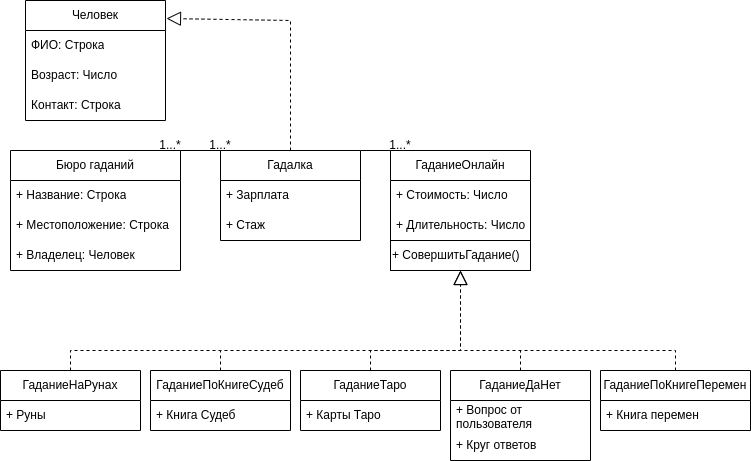 Человек
ФИО: Строка
Возраст: Число
Контакт: Строка
1...*
1...*
1...*
Бюро гаданий
+ Название: Строка
+ Местоположение: Строка
+ Владелец: Человек
Гадалка
+ Зарплата
+ Стаж
ГаданиеОнлайн
+ Стоимость: Число
+ Длительность: Число
+ СовершитьГадание()
ГаданиеНаРунах
+ Руны
ГаданиеПоКнигеСудеб
+ Книга Судеб
ГаданиеТаро
+ Карты Таро
ГаданиеДаНет
+ Вопрос от
пользователя
+ Круг ответов
ГаданиеПоКнигеПеремен
+ Книга перемен